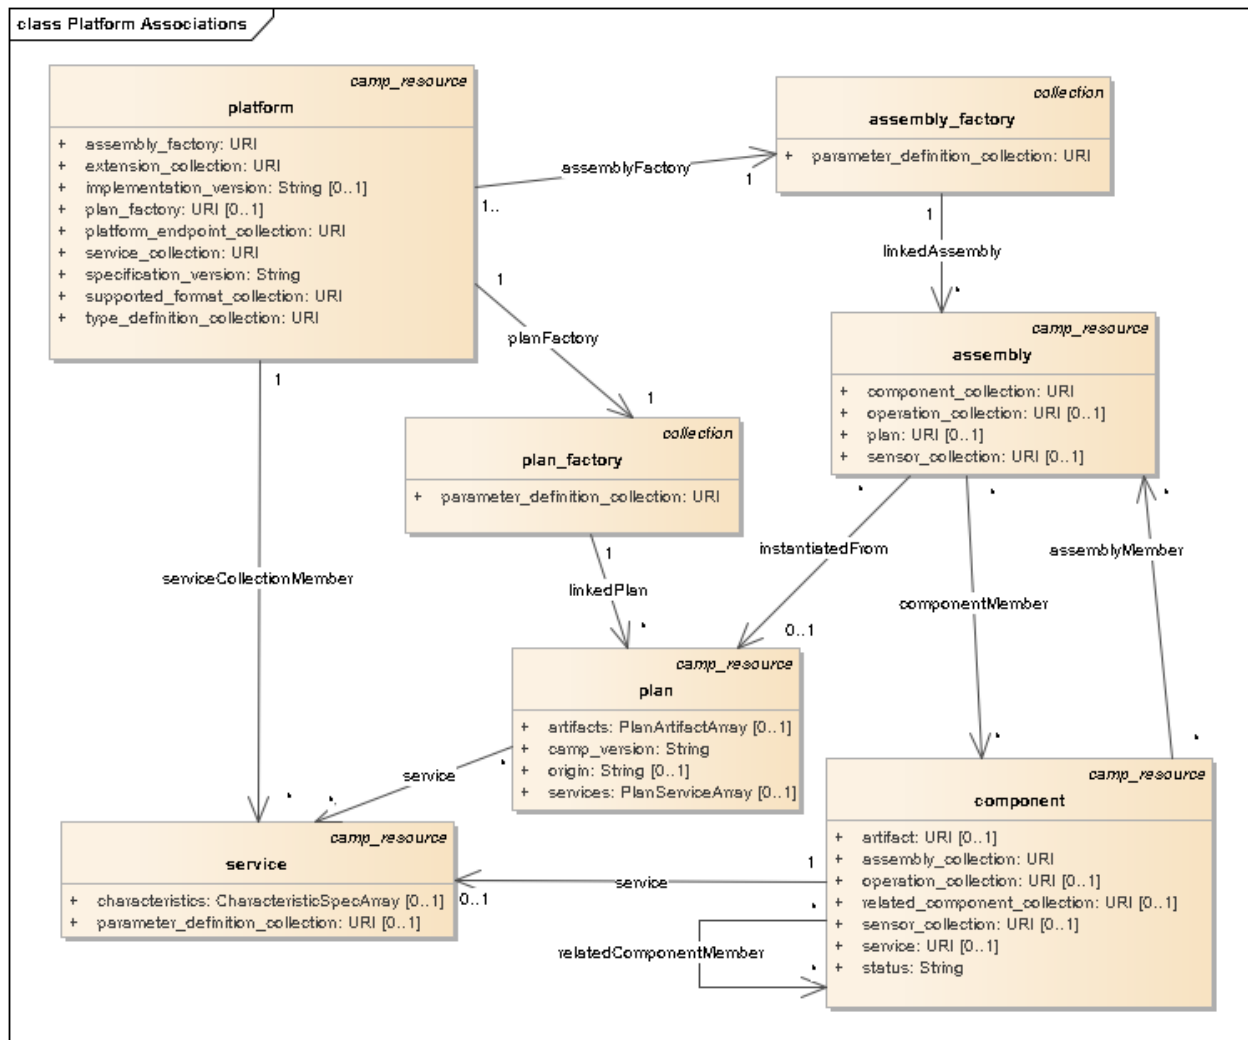 class Platform Associations
camp_resource
platform
+ assembly_factory: URI
+ extension_collection: URI
+ implementation_version: String [0..1]
+ plan_factory: URI [0..1]
+ platform_endpoint_collection: URI
+ service_collection: URI
+ specification_version: String
+ supported_format_collection: URI
+ type_definition_collection: URI
collection
assembly_factory
+ parameter_definition_collection: URI
assemblyFactory
1
1..
1
linkedAssembly
*
1
planFactory
1
camp_resource
assembly
+ component_collection: URI
+ operation_collection: URI [0..1]
+ plan: URI [0..1]
+ sensor_collection: URI [0..1]
1
collection
plan_factory
+ parameter_definition_collection: URI
*
*
*
instantiatedFrom
assemblyMember
1
serviceCollectionMember
linkedPlan
componentMember
*
0..1
camp_resource
plan
+ artifacts: PlanArtifactArray [0..1]
+ camp_version: String
+ origin: String [0..1]
+ services: PlanServiceArray [0..1]
*
*
*
service
*
*
camp_resource
component
+ artifact: URI [0..1]
+ assembly_collection: URI
+ operation_collection: URI [0..1]
+ related_component_collection: URI [0..1]
+ sensor_collection: URI [0..1]
+ service: URI [0..1]
+ status: String
camp_resource
service
+ characteristics: CharacteristicSpecArray [0..1]
+ parameter_definition_collection: URI [0..1]
1
service
0..1
*
relatedComponentMember
*